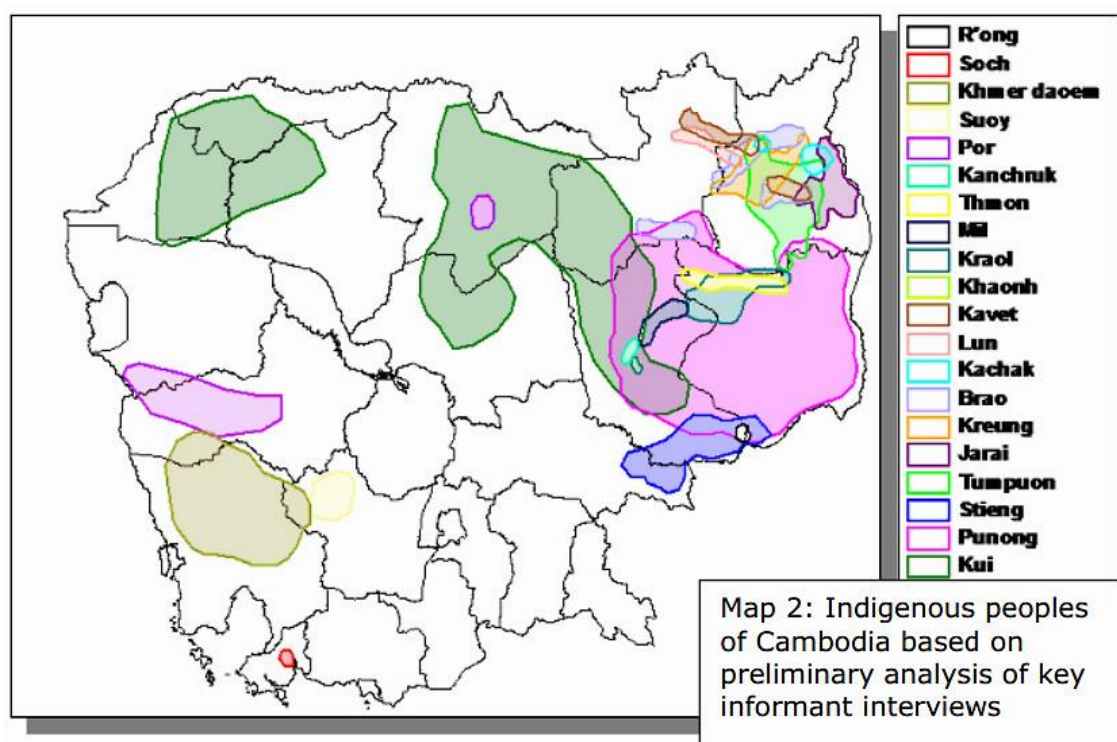 R'ong
Soch
Khmer daoem
Suoy
Por
Kanchruk
Thmon
Mil
Kraol
Khaonh
Kavet
Lun
Kachak
Brao
Kreung
Jarai
Tumpuon
Stieng
Punong
Kui
Map 2: Indigenous peoples
of Cambodia based on
preliminary analysis of key
informant interviews